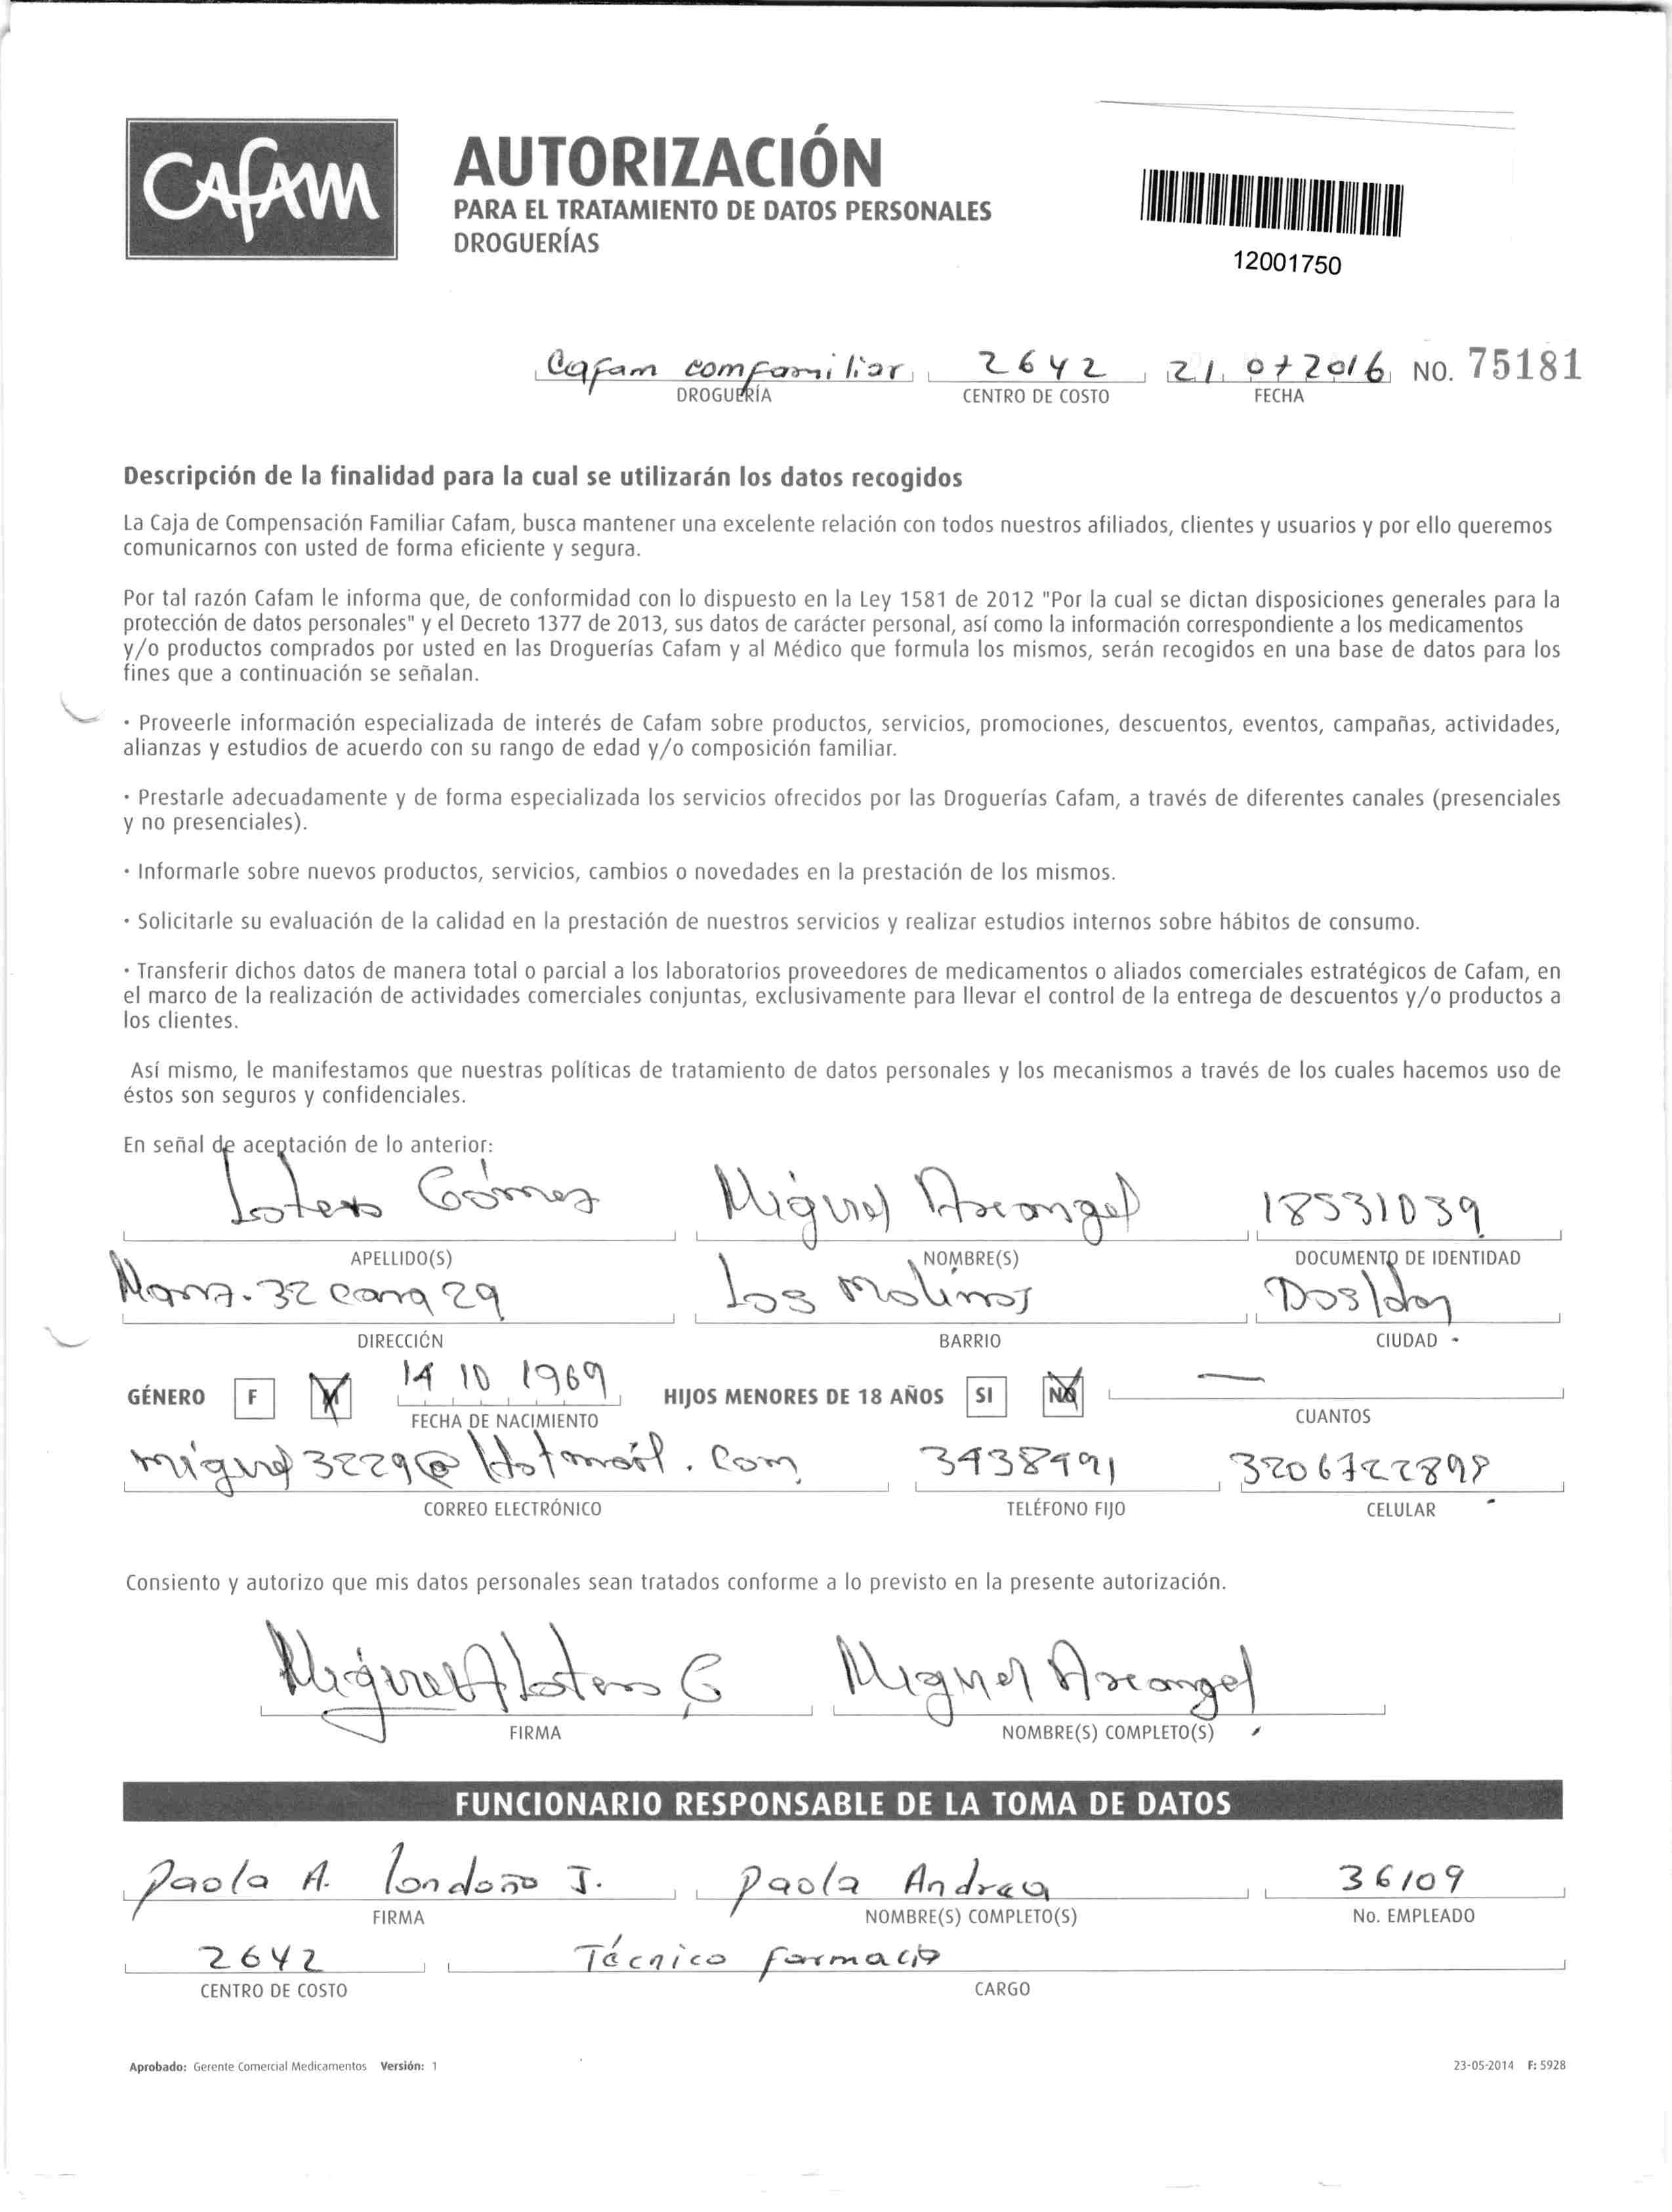 CAFAM
AUTORIZACIÓN
PARA EL TRATAMIENTO DE DATOS PERSONALES
DROGUERÍAS
12001750
Cafam comfamiliar 2642 21 07 2016 NO. 75181
DROGUERÍA CENTRO DE COSTO FECHA
Descripción de la finalidad para la cual se utilizarán los datos recogidos
La Caja de Compensación Familiar Cafam, busca mantener una excelente relación con todos nuestros afiliados, clientes y usuarios y por ello queremos
comunicarnos con usted de forma eficiente y segura.
Por tal razón Cafam le informa que, de conformidad con lo dispuesto en la Ley 1581 de 2012 "Por la cual se dictan disposiciones generales para la
protección de datos personales" y el Decreto 1377 de 2013, sus datos de carácter personal, así como la información correspondiente a los medicamentos
y/o productos comprados por usted en las Droguerías Cafam y al Médico que formula los mismos, serán recogidos en una base de datos para los
fines que a continuación se señalan.
· Proveerle información especializada de interés de Cafam sobre productos, servicios, promociones, descuentos, eventos, campañas, actividades,
alianzas y estudios de acuerdo con su rango de edad y/o composición familiar.
· Prestarle adecuadamente y de forma especializada los servicios ofrecidos por las Droguerías Cafam, a través de diferentes canales (presenciales
y no presenciales).
· Informarle sobre nuevos productos, servicios, cambios o novedades en la prestación de los mismos.
· Solicitarle su evaluación de la calidad en la prestación de nuestros servicios y realizar estudios internos sobre hábitos de consumo.
· Transferir dichos datos de manera total o parcial a los laboratorios proveedores de medicamentos o aliados comerciales estratégicos de Cafam, en
el marco de la realización de actividades comerciales conjuntas, exclusivamente para llevar el control de la entrega de descuentos y/o productos a
los clientes.
Así mismo, le manifestamos que nuestras políticas de tratamiento de datos personales y los mecanismos a través de los cuales hacemos uso de
éstos son seguros y confidenciales.
En señal de aceptación de lo anterior:
Lotero Gómez Miguel Arcangel 18531039
APELLIDO(S) NOMBRE(S) DOCUMENTO DE IDENTIDAD
Manz. 32 casa 29 Los Molinos
DIRECCIÓN BARRIO CIUDAD
GÉNERO F M 14 10 1969 HIJOS MENORES DE 18 AÑOS SI NO —
FECHA DE NACIMIENTO CUANTOS
miguel3229@Hotmail.com 3438991
CORREO ELECTRÓNICO TELÉFONO FIJO CELULAR
Consiento y autorizo que mis datos personales sean tratados conforme a lo previsto en la presente autorización.
Miguel A Lotero G Miguel Arcangel
FIRMA NOMBRE(S) COMPLETO(S)
FUNCIONARIO RESPONSABLE DE LA TOMA DE DATOS
Paola A. Londoño J. Paola Andrea 36109
FIRMA NOMBRE(S) COMPLETO(S) No. EMPLEADO
2642 Técnico farmacia
CENTRO DE COSTO CARGO
Aprobado: Gerente Comercial Medicamentos Versión: 1 23-05-2014 F: 5928